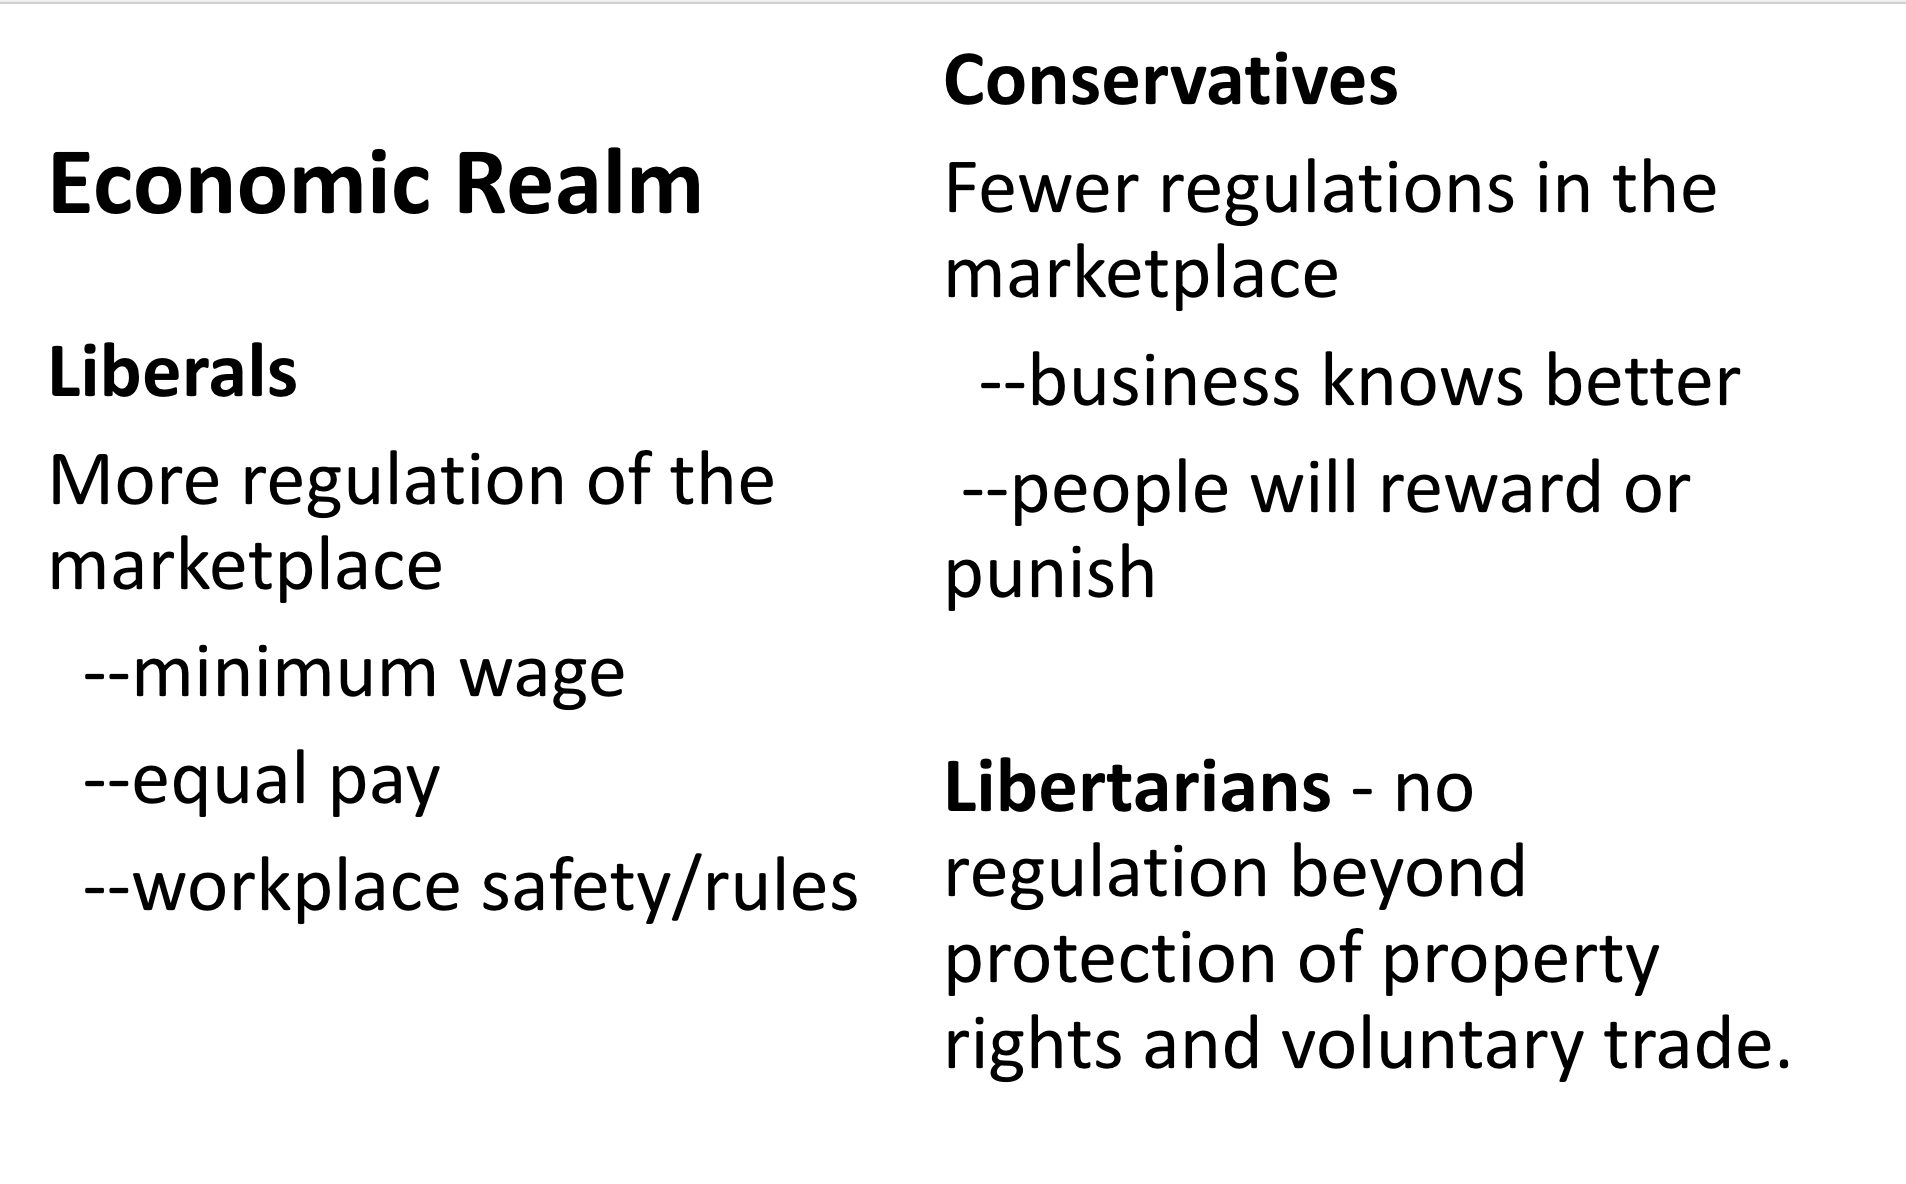 Economic Realm
Liberals
More regulation of the
marketplace
--minimum wage
--equal pay
--workplace safety/rules
Conservatives
Fewer regulations in the
marketplace
--business knows better
--people will reward or
punish
Libertarians - no
regulation beyond
protection of property
rights and voluntary trade.